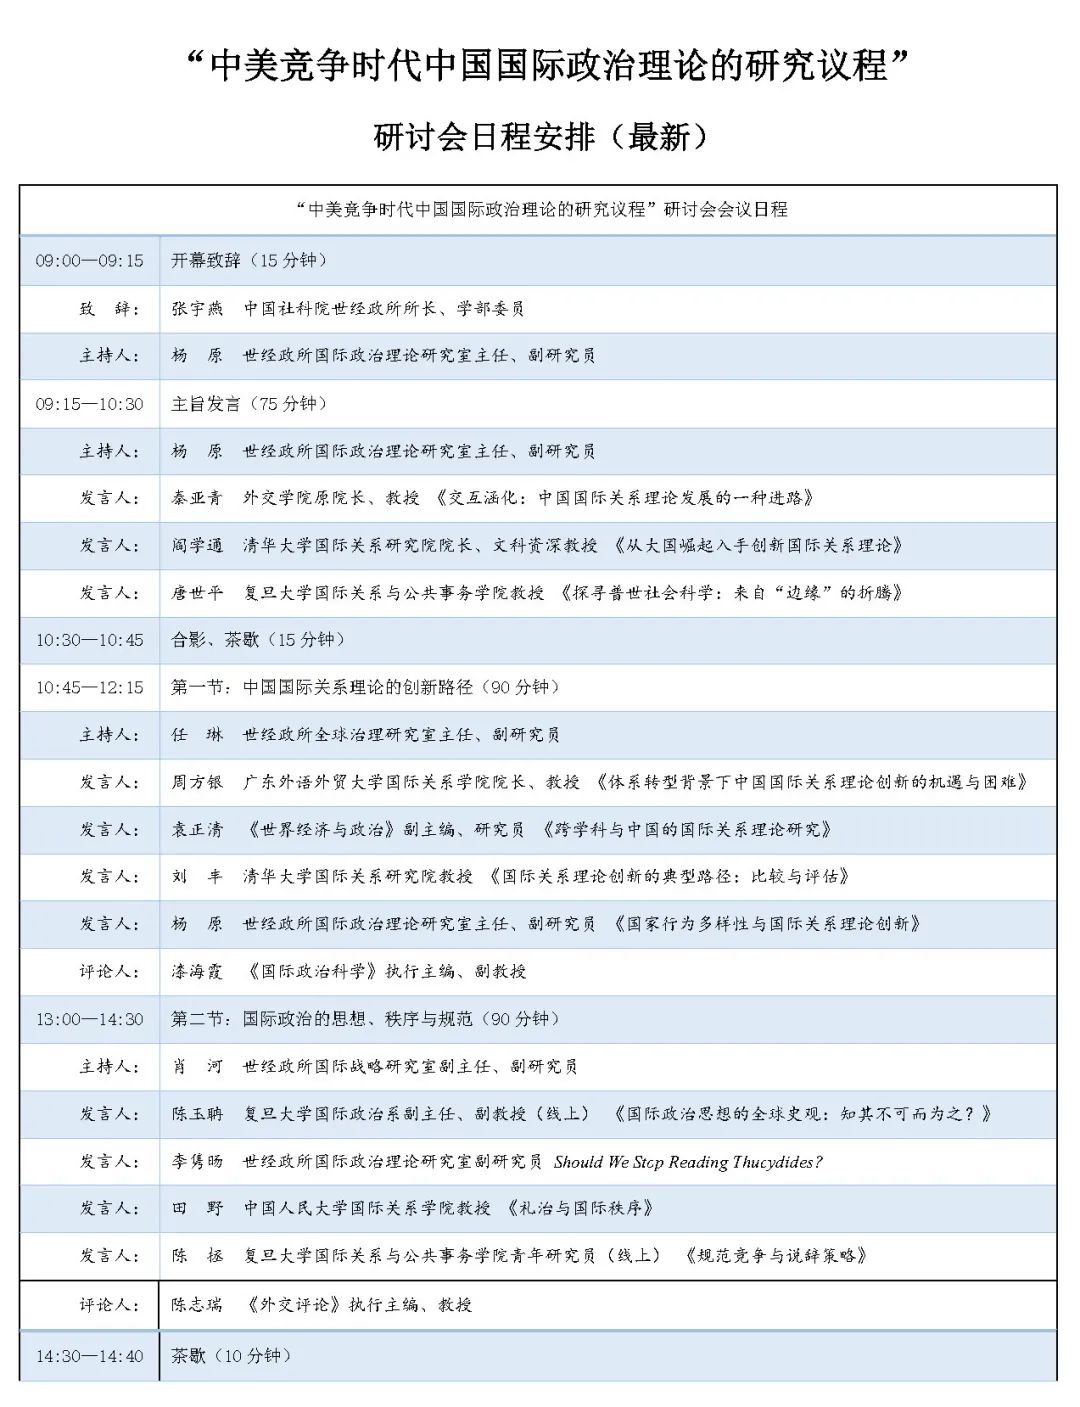 “中美竞争时代中国国际政治理论的研究议程”
研讨会日程安排（最新）
“中美竞争时代中国国际政治理论的研究议程”研讨会会议日程
09:00—09:15 开幕致辞（15 分钟）
致 辞： 张宇燕 中国社科院世经政所所长、学部委员
主持人： 杨 原 世经政所国际政治理论研究室主任、副研究员
09:15—10:30 主旨发言（75 分钟）
主持人： 杨 原 世经政所国际政治理论研究室主任、副研究员
发言人： 秦亚青 外交学院原院长、教授 《交互涵化：中国国际关系理论发展的一种进路》
发言人： 阎学通 清华大学国际关系研究院院长、文科资深教授 《从大国崛起入手创新国际关系理论》
发言人： 唐世平 复旦大学国际关系与公共事务学院教授 《探寻普世社会科学：来自“边缘”的折腾》
10:30—10:45 合影、茶歇（15 分钟）
10:45—12:15 第一节：中国国际关系理论的创新路径（90 分钟）
主持人： 任 琳 世经政所全球治理研究室主任、副研究员
发言人： 周方银 广东外语外贸大学国际关系学院院长、教授 《体系转型背景下中国国际关系理论创新的机遇与困难》
发言人： 袁正清 《世界经济与政治》副主编、研究员 《跨学科与中国的国际关系理论研究》
发言人： 刘 丰 清华大学国际关系研究院教授 《国际关系理论创新的典型路径：比较与评估》
发言人： 杨 原 世经政所国际政治理论研究室主任、副研究员 《国家行为多样性与国际关系理论创新》
评论人： 漆海霞 《国际政治科学》执行主编、副教授
13:00—14:30 第二节：国际政治的思想、秩序与规范（90 分钟）
主持人： 肖 河 世经政所国际战略研究室副主任、副研究员
发言人： 陈玉聃 复旦大学国际政治系副主任、副教授（线上） 《国际政治思想的全球史观：知其不可而为之？》
发言人： 李隽旸 世经政所国际政治理论研究室副研究员 Should We Stop Reading Thucydides?
发言人： 田 野 中国人民大学国际关系学院教授 《礼治与国际秩序》
发言人： 陈 拯 复旦大学国际关系与公共事务学院青年研究员（线上） 《规范竞争与说辞策略》
评论人： 陈志瑞 《外交评论》执行主编、教授
14:30—14:40 茶歇（10 分钟）